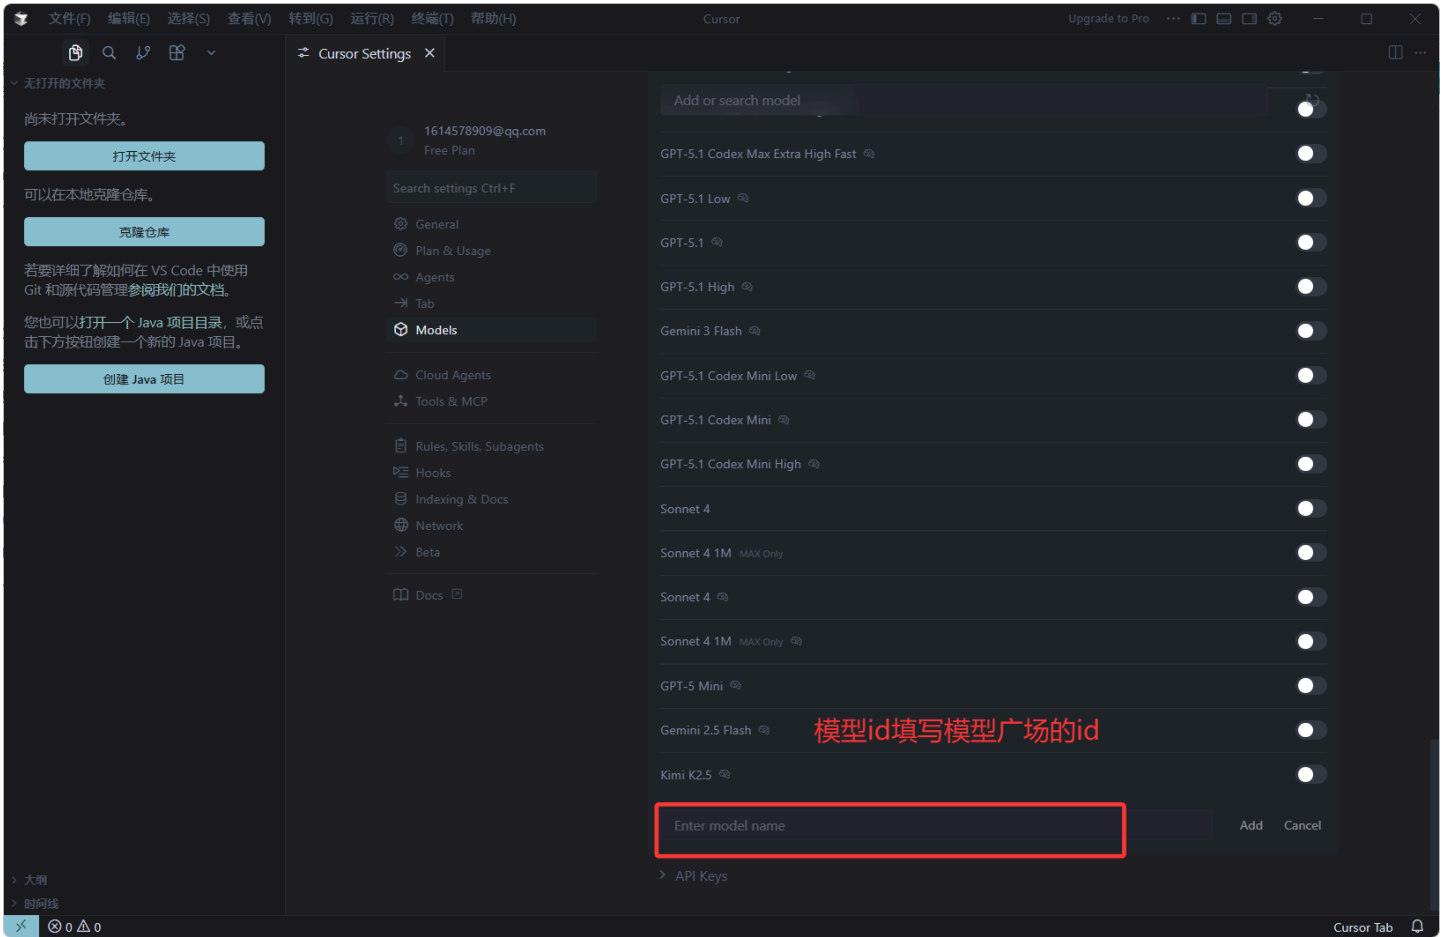 文件(F) 编辑(E) 选择(S) 查看(V) 转到(G) 运行(R) 终端(T) 帮助(H) Cursor Upgrade to Pro
Cursor Settings
无打开的文件夹
尚未打开文件夹。
打开文件夹
可以在本地克隆仓库。
克隆仓库
若要详细了解如何在 VS Code 中使用
Git 和源代码管理参阅我们的文档。
您也可以打开一个 Java 项目目录，或点
击下方按钮创建一个新的 Java 项目。
创建 Java 项目
大纲
时间线
1
1614578909@qq.com
Free Plan
Search settings Ctrl+F
General
Plan & Usage
Agents
Tab
Models
Cloud Agents
Tools & MCP
Rules, Skills, Subagents
Hooks
Indexing & Docs
Network
Beta
Docs
Add or search model
GPT-5.1 Codex Max Extra High Fast
GPT-5.1 Low
GPT-5.1
GPT-5.1 High
Gemini 3 Flash
GPT-5.1 Codex Mini Low
GPT-5.1 Codex Mini
GPT-5.1 Codex Mini High
Sonnet 4
Sonnet 4 1M MAX Only
Sonnet 4
Sonnet 4 1M MAX Only
GPT-5 Mini
Gemini 2.5 Flash
模型id填写模型广场的id
Kimi K2.5
Enter model name Add Cancel
API Keys
0 0 Cursor Tab